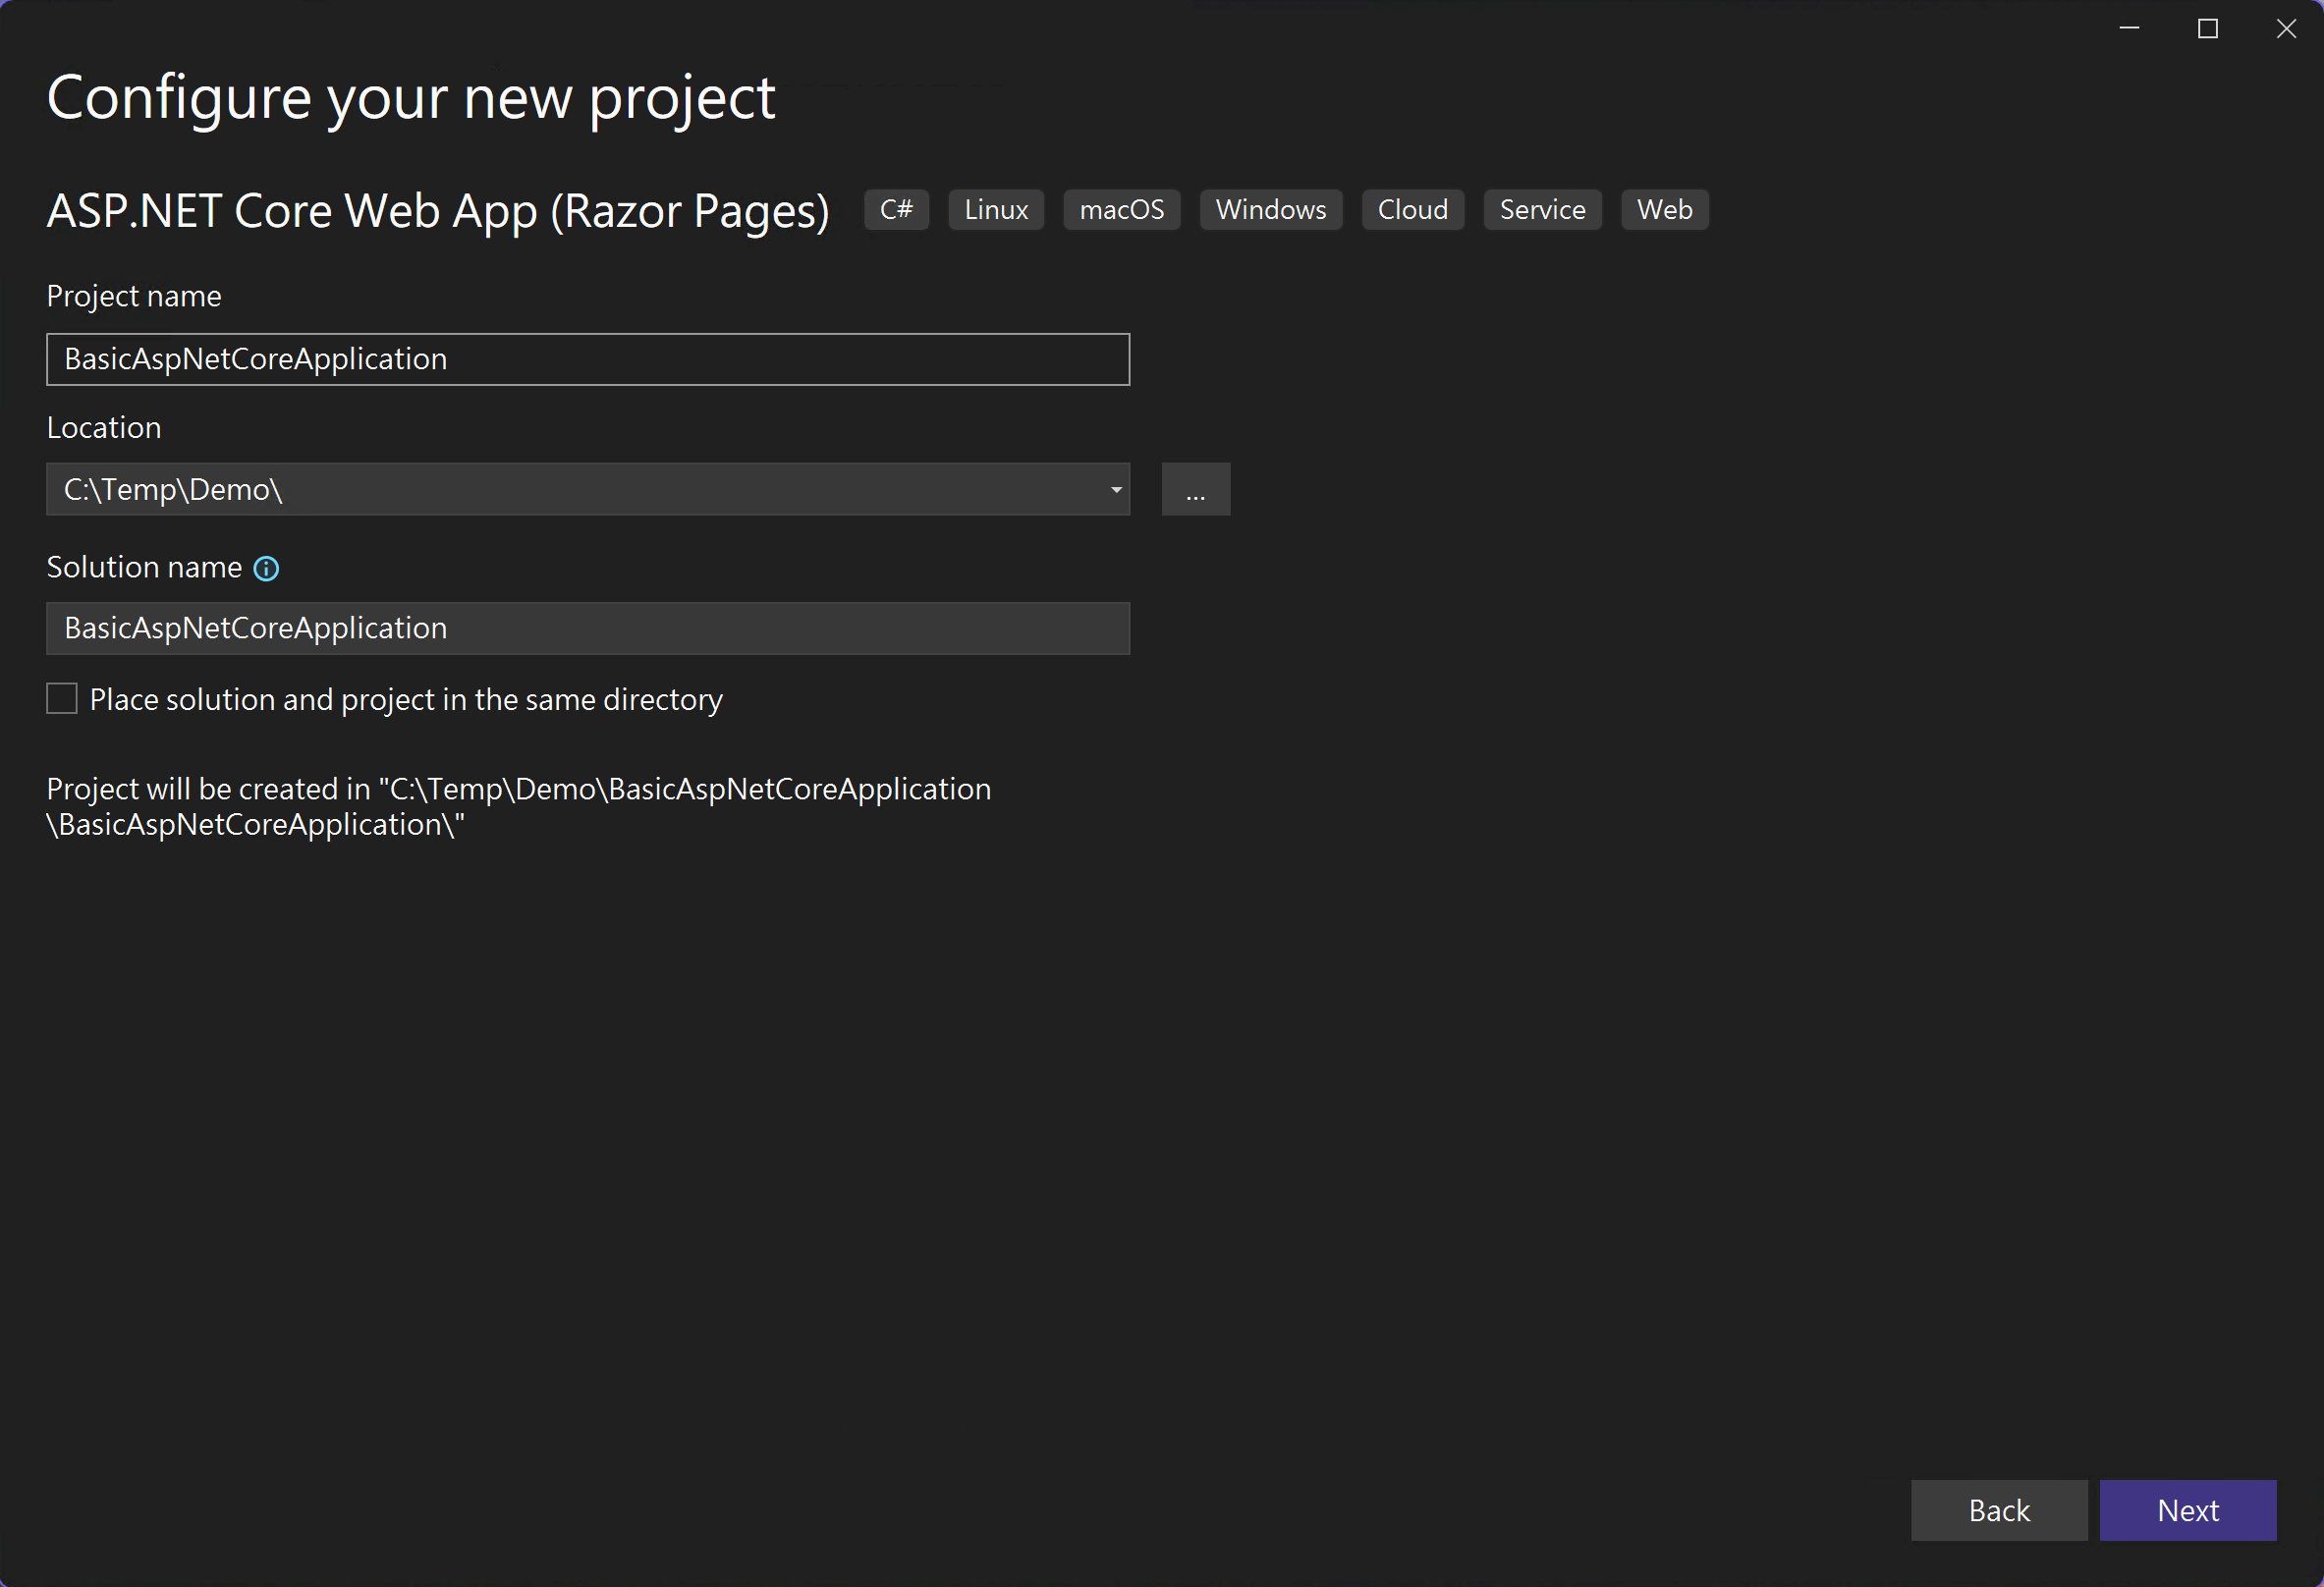 Configure your new project
ASP.NET Core Web App (Razor Pages) C# Linux macOS Windows Cloud Service Web
Project name
BasicAspNetCoreApplication
Location
C:\Temp\Demo\
...
Solution name
BasicAspNetCoreApplication
Place solution and project in the same directory
Project will be created in "C:\Temp\Demo\BasicAspNetCoreApplication
\BasicAspNetCoreApplication\"
Back Next